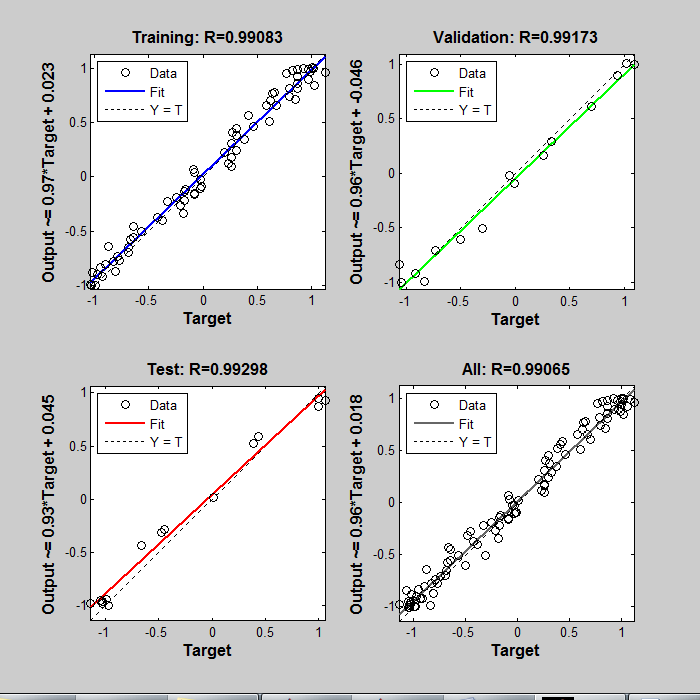 Training: R=0.99083
Output ~= 0.97*Target + 0.023
Data
Fit
Y = T
1
0.5
0
-0.5
-1
-1 -0.5 0 0.5 1
Target
Validation: R=0.99173
Output ~= 0.96*Target + -0.046
Data
Fit
Y = T
1
0.5
0
-0.5
-1
-1 -0.5 0 0.5 1
Target
Test: R=0.99298
Output ~= 0.93*Target + 0.045
Data
Fit
Y = T
1
0.5
0
-0.5
-1
-1 -0.5 0 0.5 1
Target
All: R=0.99065
Output ~= 0.96*Target + 0.018
Data
Fit
Y = T
1
0.5
0
-0.5
-1
-1 -0.5 0 0.5 1
Target